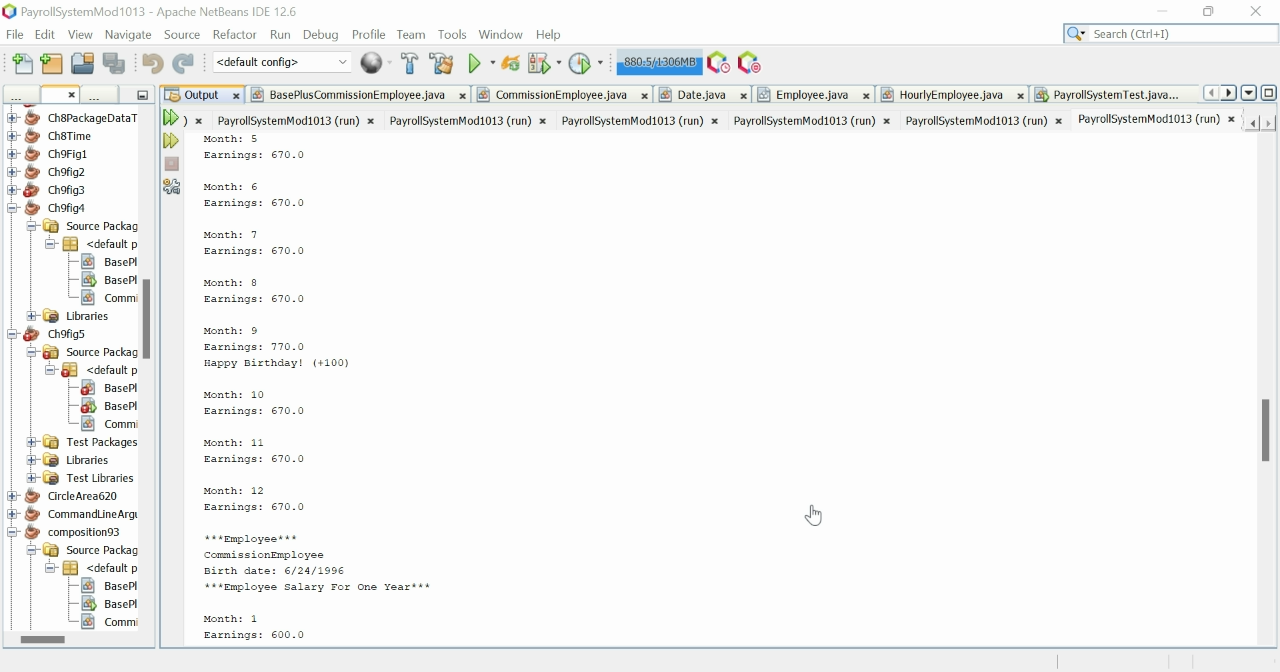 PayrollSystemMod1013 - Apache NetBeans IDE 12.6
File Edit View Navigate Source Refactor Run Debug Profile Team Tools Window Help
Search (Ctrl+I)
<default config>
880.5/1306MB
... ...
Output BasePlusCommissionEmployee.java CommissionEmployee.java Date.java Employee.java HourlyEmployee.java PayrollSystemTest.java...
) PayrollSystemMod1013 (run) PayrollSystemMod1013 (run) PayrollSystemMod1013 (run) PayrollSystemMod1013 (run) PayrollSystemMod1013 (run) PayrollSystemMod1013 (run)
Ch8PackageDataT
Ch8Time
Ch9Fig1
Ch9fig2
Ch9fig3
Ch9fig4
Source Packag
<default p
BasePl
BasePl
Commi
Libraries
Ch9fig5
Source Packag
<default p
BasePl
BasePl
Commi
Test Packages
Libraries
Test Libraries
CircleArea620
CommandLineArgu
composition93
Source Packag
<default p
BasePl
BasePl
Commi
Month: 5
Earnings: 670.0
Month: 6
Earnings: 670.0
Month: 7
Earnings: 670.0
Month: 8
Earnings: 670.0
Month: 9
Earnings: 770.0
Happy Birthday! (+100)
Month: 10
Earnings: 670.0
Month: 11
Earnings: 670.0
Month: 12
Earnings: 670.0
***Employee***
CommissionEmployee
Birth date: 6/24/1996
***Employee Salary For One Year***
Month: 1
Earnings: 600.0